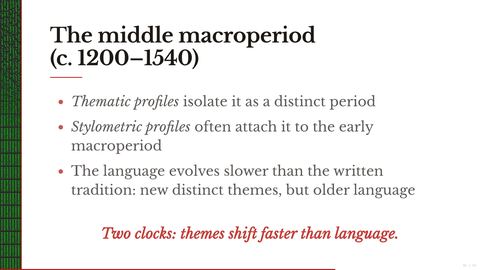 The middle macroperiod
(c. 1200–1540)
• Thematic profiles isolate it as a distinct period
• Stylometric profiles often attach it to the early
macroperiod
• The language evolves slower than the written
tradition: new distinct themes, but older language
Two clocks: themes shift faster than language.